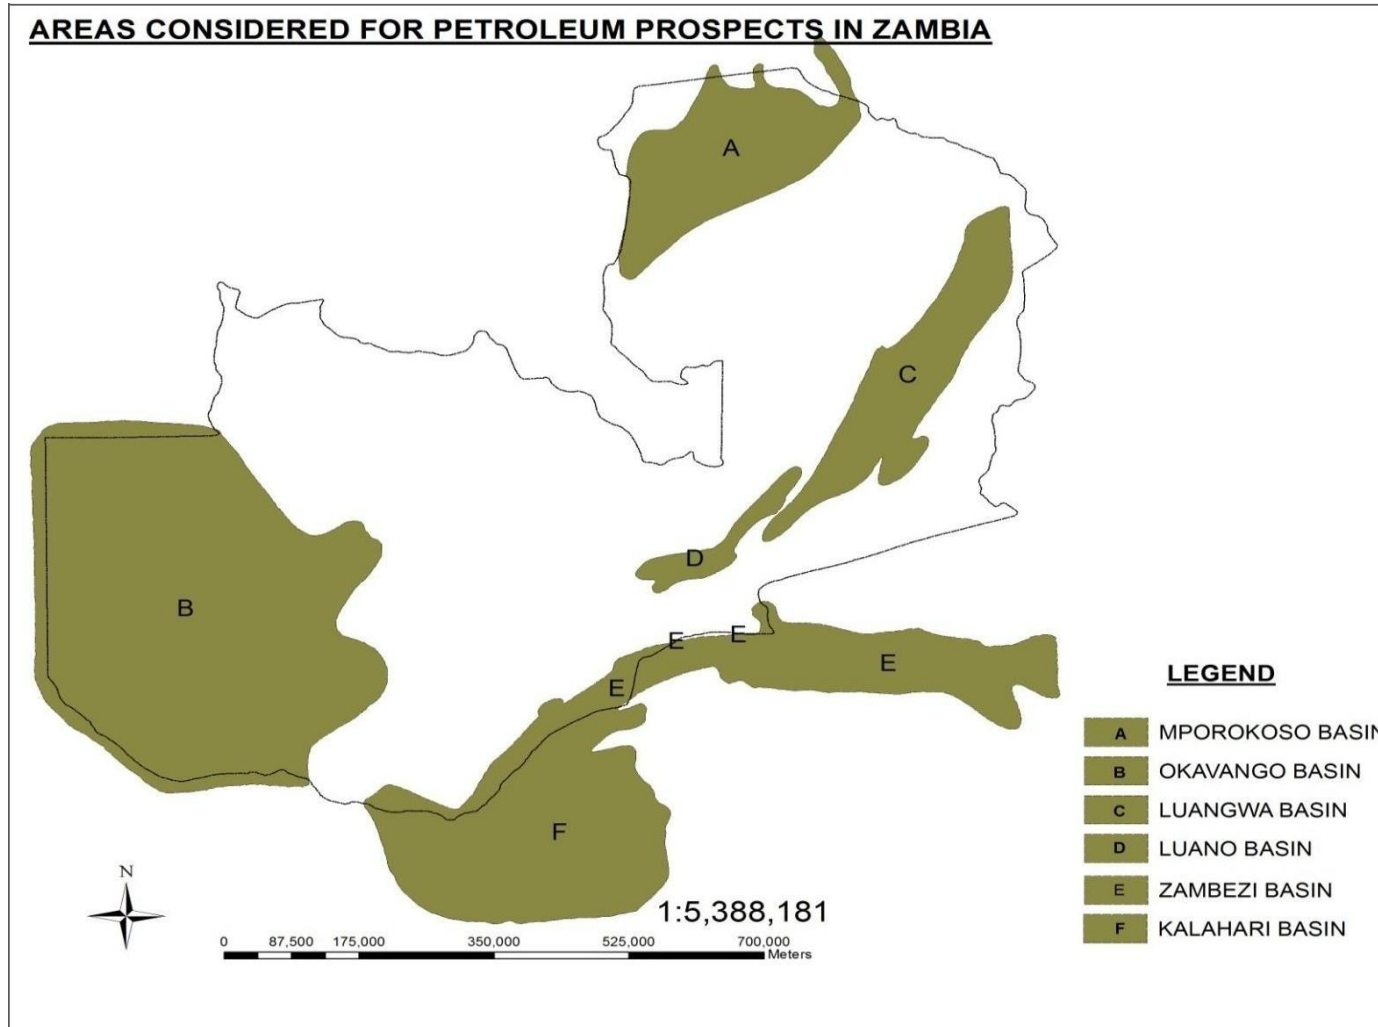 AREAS CONSIDERED FOR PETROLEUM PROSPECTS IN ZAMBIA
A
C
D
B
E E
E
E
F
LEGEND
A MPOROKOSO BASIN
B OKAVANGO BASIN
C LUANGWA BASIN
D LUANO BASIN
E ZAMBEZI BASIN
F KALAHARI BASIN
N
1:5,388,181
0 87,500 175,000 350,000 525,000 700,000
Meters